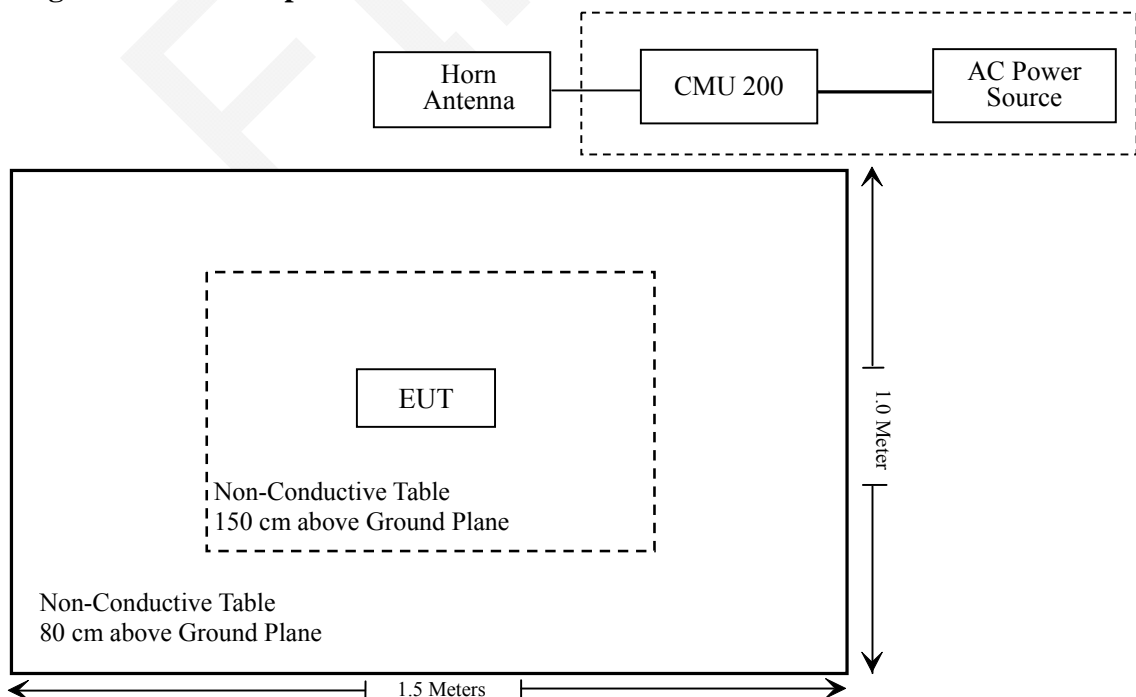 Horn
Antenna
CMU 200
AC Power
Source
EUT
Non-Conductive Table
150 cm above Ground Plane
Non-Conductive Table
80 cm above Ground Plane
1.0 Meter
1.5 Meters